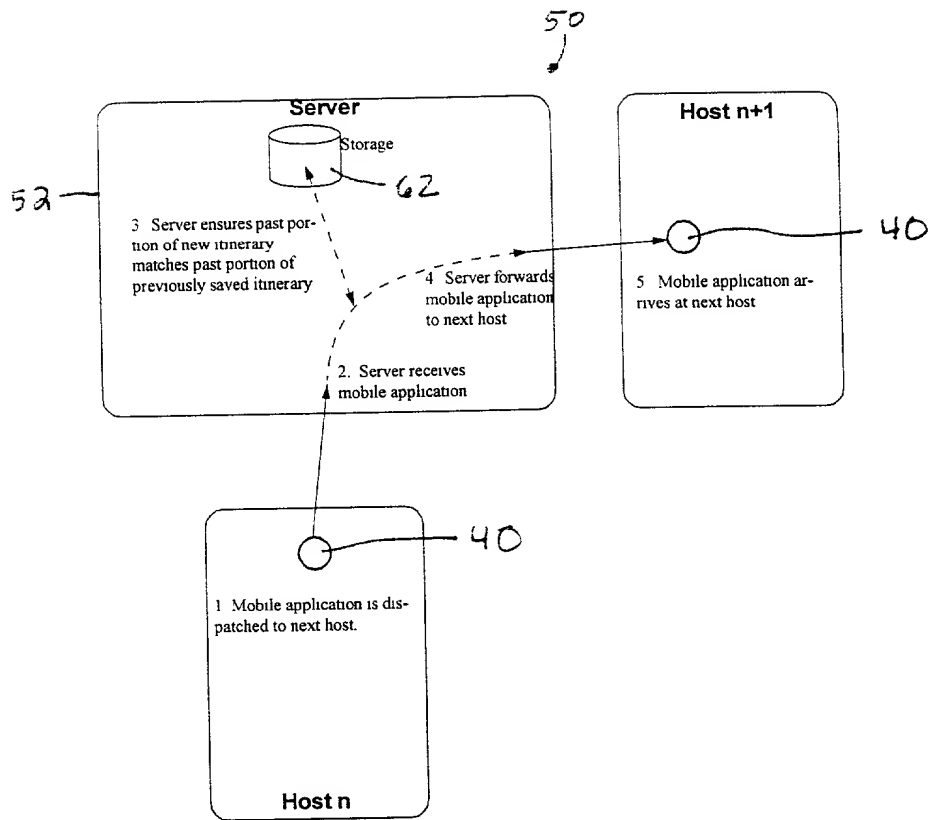 50
Server
Host n+1
Storage
62
52
40
3 Server ensures past por-
tion of new itinerary
matches past portion of
previously saved itinerary
4 Server forwards
mobile application
to next host
5 Mobile application ar-
rives at next host
2. Server receives
mobile application
40
1 Mobile application is dis-
patched to next host.
Host n